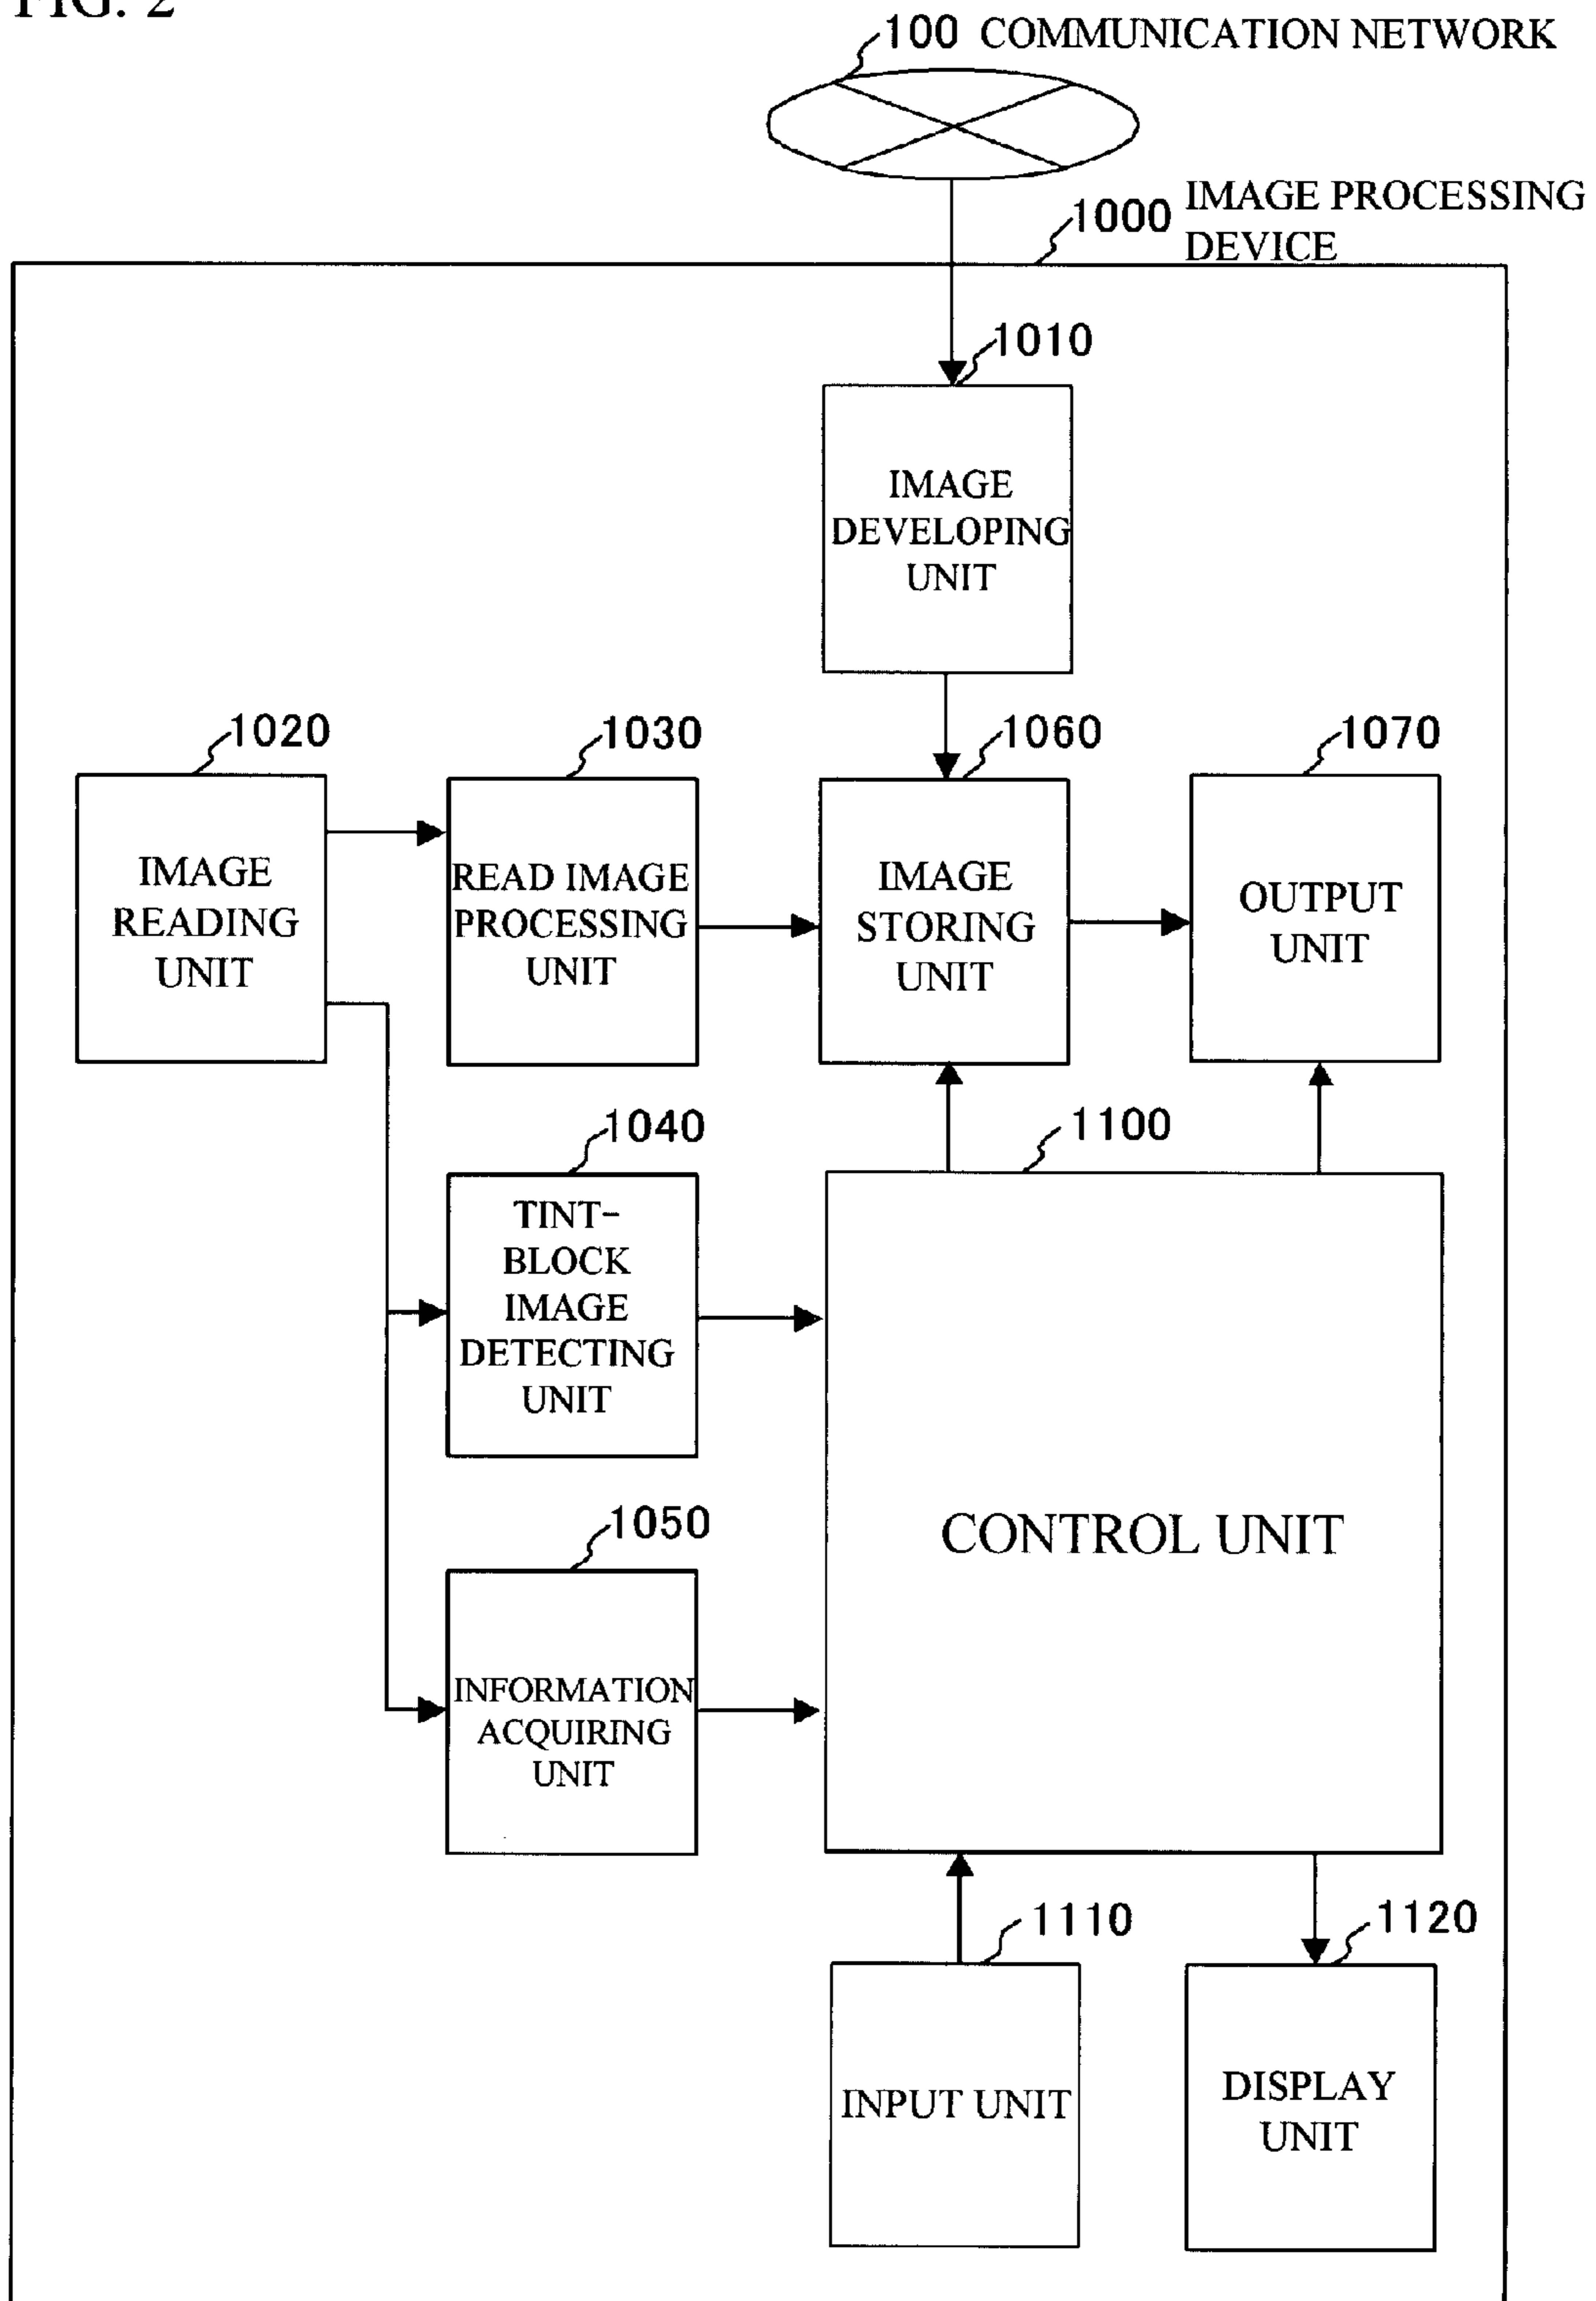 FIG. 2
100 COMMUNICATION NETWORK
1000 IMAGE PROCESSING
DEVICE
1010
IMAGE
DEVELOPING
UNIT
1020
IMAGE
READING
UNIT
1030
READ IMAGE
PROCESSING
UNIT
1060
IMAGE
STORING
UNIT
1070
OUTPUT
UNIT
1040
TINT-
BLOCK
IMAGE
DETECTING
UNIT
1100
CONTROL UNIT
1050
INFORMATION
ACQUIRING
UNIT
1110
INPUT UNIT
1120
DISPLAY
UNIT